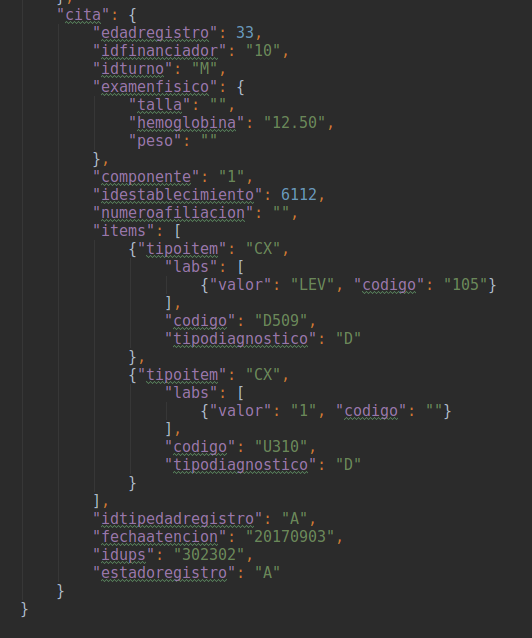 },
"cita": {
"edadregistro": 33,
"idfinanciador": "10",
"idturno": "M",
"examenfisico": {
"talla": "",
"hemoglobina": "12.50",
"peso": ""
},
"componente": "1",
"idestablecimiento": 6112,
"numeroafiliacion": "",
"items": [
{"tipoitem": "CX",
"labs": [
{"valor": "LEV", "codigo": "105"}
],
"codigo": "D509",
"tipodiagnostico": "D"
},
{"tipoitem": "CX",
"labs": [
{"valor": "1", "codigo": ""}
],
"codigo": "U310",
"tipodiagnostico": "D"
}
],
"idtipedadregistro": "A",
"fechaatencion": "20170903",
"idups": "302302",
"estadoregistro": "A"
}
}